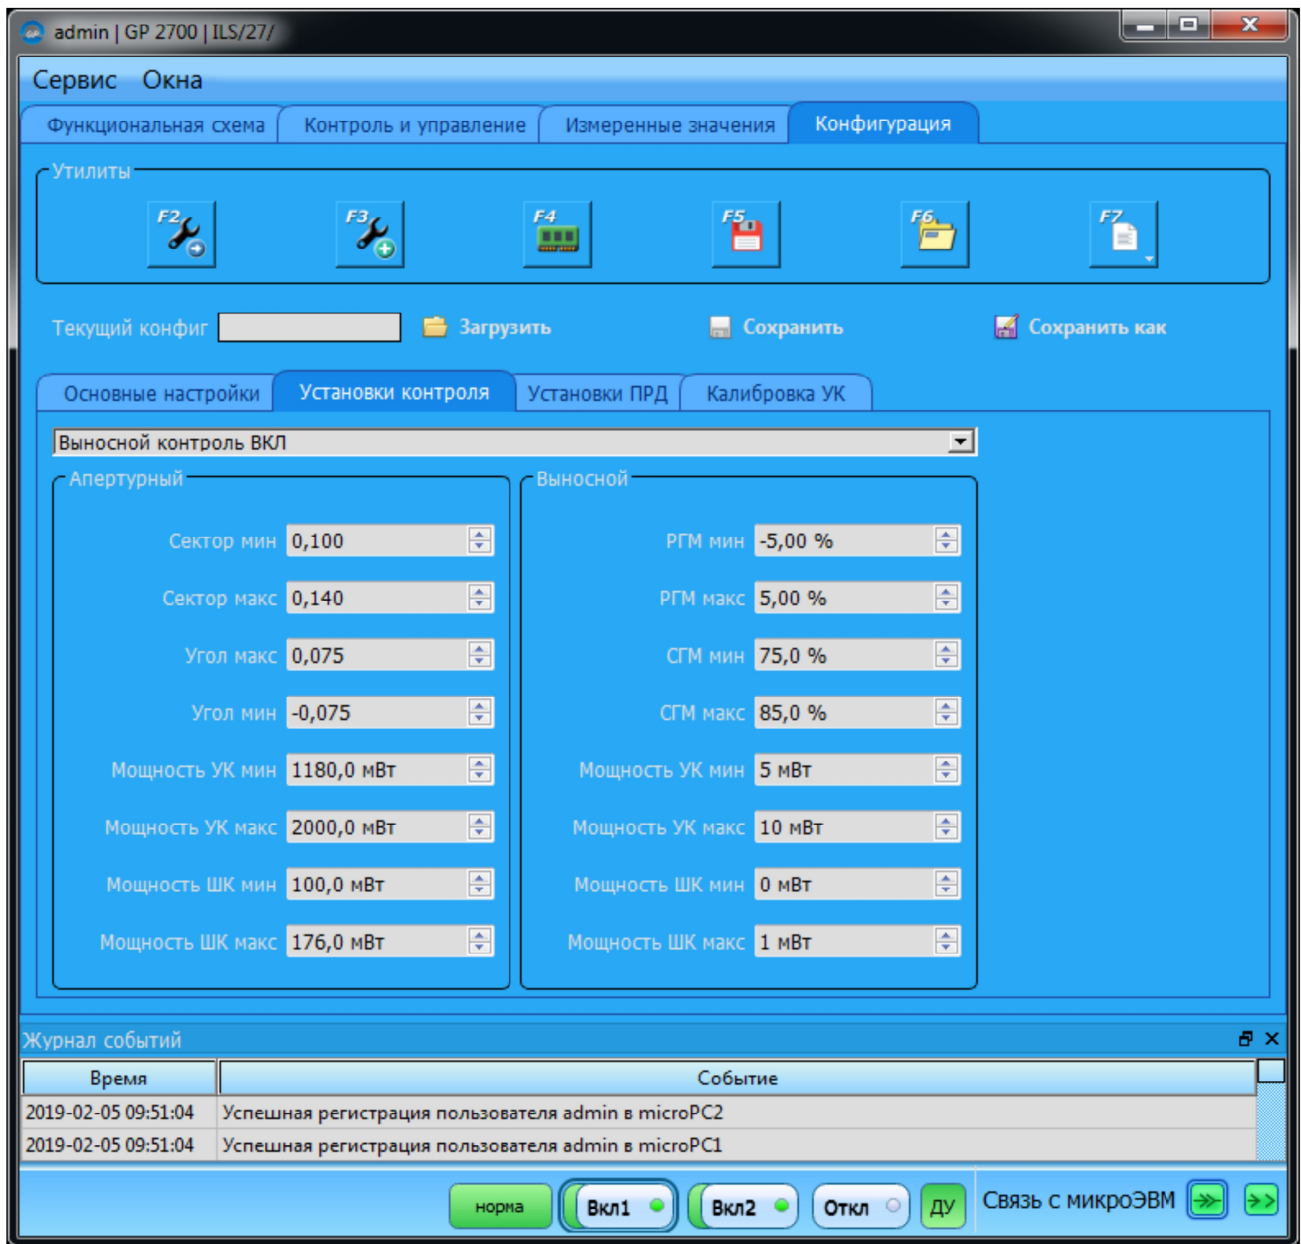 admin | GP 2700 | ILS/27/
Сервис Окна
Функциональная схема Контроль и управление Измеренные значения Конфигурация
Утилиты
F2 F3 F4 F5 F6 F7
Текущий конфиг Загрузить Сохранить Сохранить как
Основные настройки Установки контроля Установки ПРД Калибровка УК
Выносной контроль ВКЛ
Апертурный Выносной
Сектор мин 0,100 РГМ мин -5,00 %
Сектор макс 0,140 РГМ макс 5,00 %
Угол макс 0,075 СГМ мин 75,0 %
Угол мин -0,075 СГМ макс 85,0 %
Мощность УК мин 1180,0 мВт Мощность УК мин 5 мВт
Мощность УК макс 2000,0 мВт Мощность УК макс 10 мВт
Мощность ШК мин 100,0 мВт Мощность ШК мин 0 мВт
Мощность ШК макс 176,0 мВт Мощность ШК макс 1 мВт
Журнал событий
Время Событие
2019-02-05 09:51:04 Успешная регистрация пользователя admin в microPC2
2019-02-05 09:51:04 Успешная регистрация пользователя admin в microPC1
норма Вкл1 Вкл2 Откл ДУ Связь с микроЭВМ